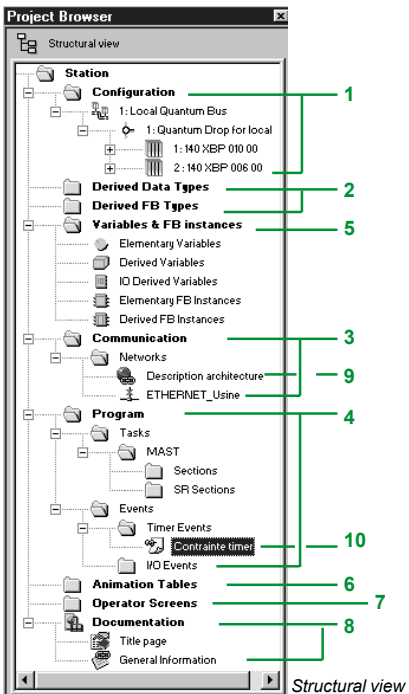 Project Browser
Structural view
Station
Configuration 1
1: Local Quantum Bus
1: Quantum Drop for local
1: 140 XBP 010 00
2: 140 XBP 006 00
Derived Data Types 2
Derived FB Types
Variables & FB instances 5
Elementary Variables
Derived Variables
IO Derived Variables
Elementary FB Instances
Derived FB Instances
Communication 3
Networks
Description architecture 9
ETHERNET_Usine
Program 4
Tasks
MAST
Sections
SR Sections
Events
Timer Events
Contrainte timer 10
I/O Events
Animation Tables 6
Operator Screens 7
Documentation 8
Title page
General Information
Structural view